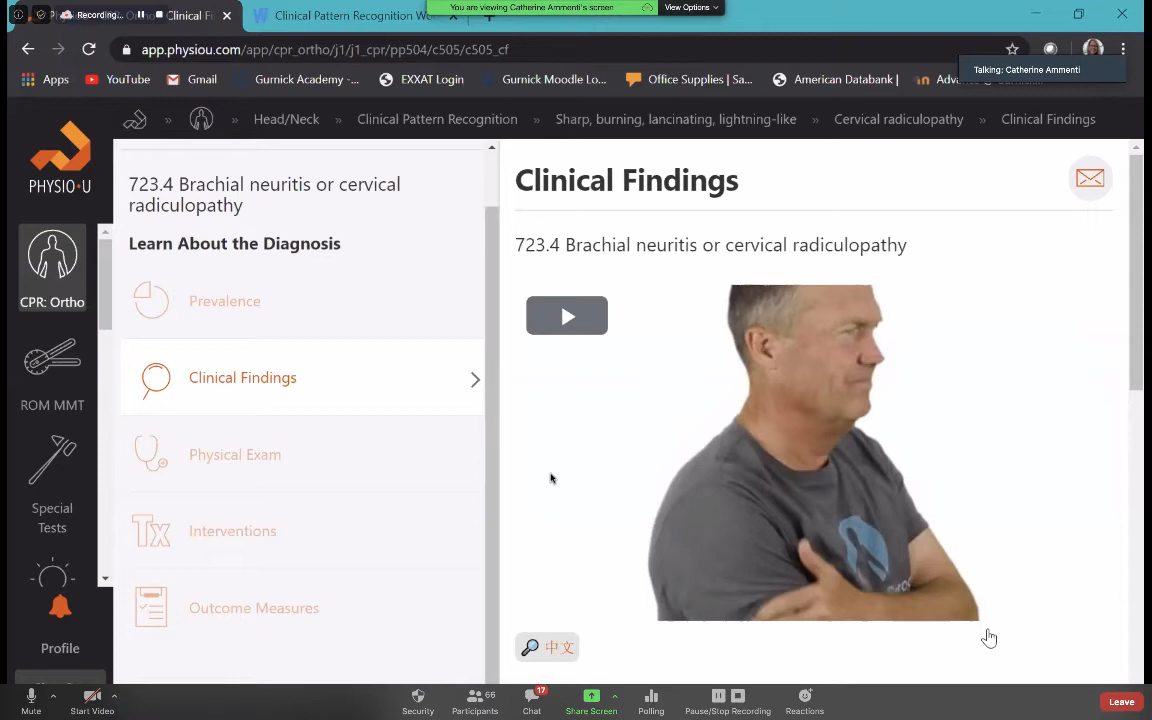 You are viewing Catherine Ammenti's screen
View Options
Recording...
Clinical Fin
Clinical Pattern Recognition Wo
app.physiou.com/app/cpr_ortho/j1/j1_cpr/pp504/c505/c505_cf
Talking: Catherine Ammenti
Apps
YouTube
Gmail
Gurnick Academy -...
EXXAT Login
Gurnick Moodle Lo...
Office Supplies | Sa...
American Databank |
in
PHYSIO·U
» » Head/Neck » Clinical Pattern Recognition » Sharp, burning, lancinating, lightning-like » Cervical radiculopathy » Clinical Findings
723.4 Brachial neuritis or cervical
radiculopathy
Learn About the Diagnosis
Prevalence
Clinical Findings
Physical Exam
Interventions
Outcome Measures
CPR: Ortho
ROM MMT
Special
Tests
Profile
Clinical Findings
723.4 Brachial neuritis or cervical radiculopathy
中文
Mute
Start Video
Security
Participants
66
Chat
17
Share Screen
Polling
Pause/Stop Recording
Reactions
Leave